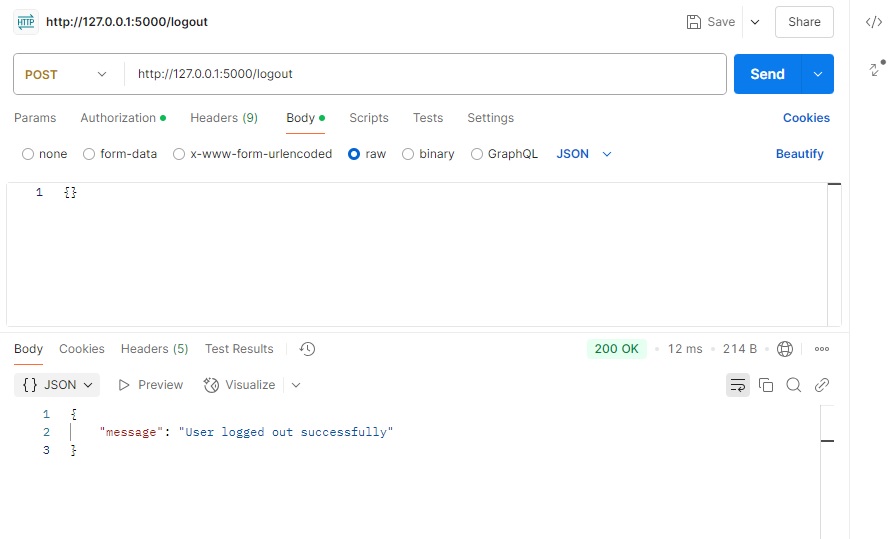 HTTP http://127.0.0.1:5000/logout Save Share
POST http://127.0.0.1:5000/logout Send
Params Authorization Headers (9) Body Scripts Tests Settings Cookies
none form-data x-www-form-urlencoded raw binary GraphQL JSON Beautify
1 {}
Body Cookies Headers (5) Test Results 200 OK 12 ms 214 B
{} JSON Preview Visualize
1 {
2 "message": "User logged out successfully"
3 }